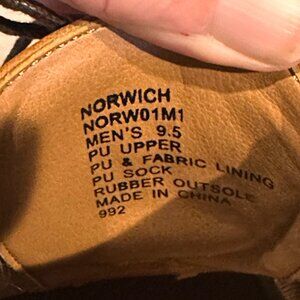 NORWICH
NORW01M1
MEN'S 9.5
PU UPPER
PU & FABRIC LINING
PU SOCK
RUBBER OUTSOLE
MADE IN CHINA
992